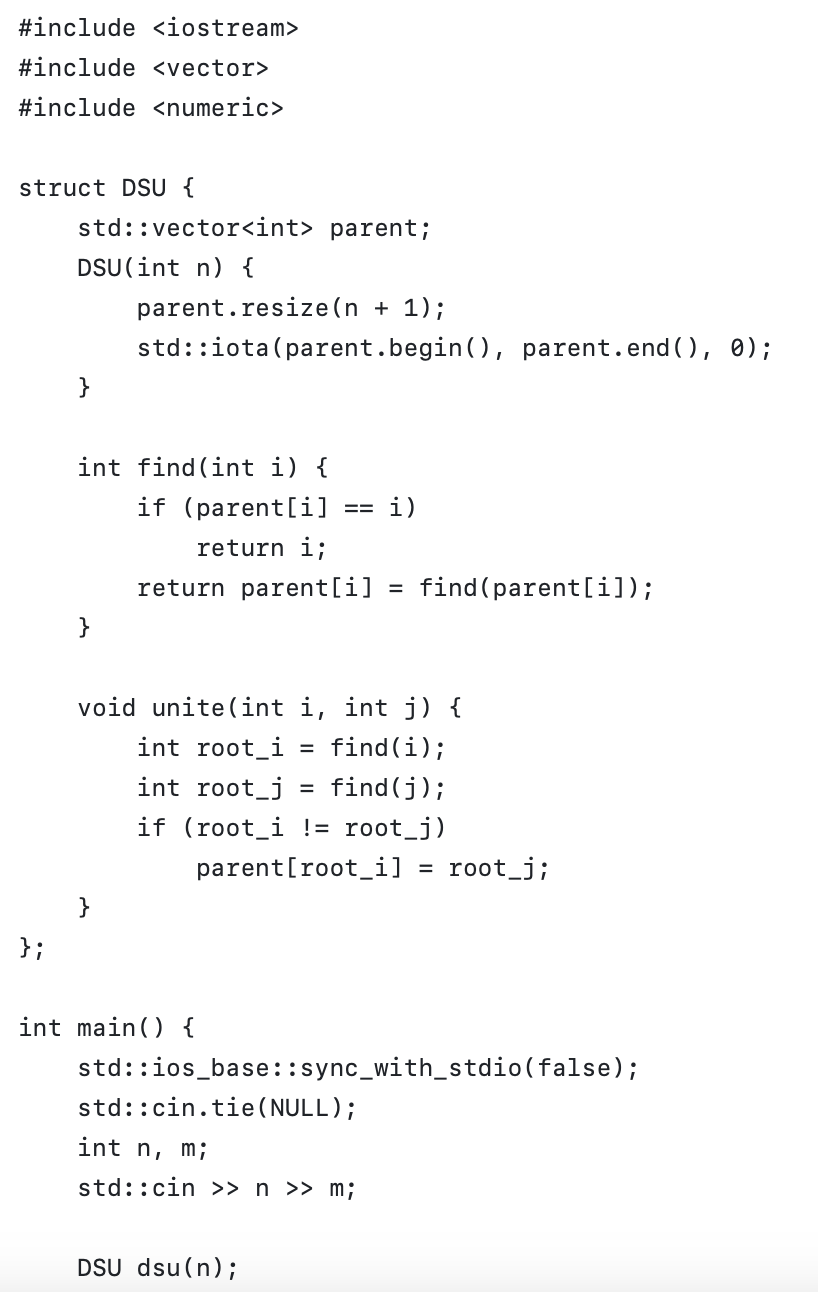 #include <iostream>
#include <vector>
#include <numeric>

struct DSU {
    std::vector<int> parent;
    DSU(int n) {
        parent.resize(n + 1);
        std::iota(parent.begin(), parent.end(), 0);
    }

    int find(int i) {
        if (parent[i] == i)
            return i;
        return parent[i] = find(parent[i]);
    }

    void unite(int i, int j) {
        int root_i = find(i);
        int root_j = find(j);
        if (root_i != root_j)
            parent[root_i] = root_j;
    }
};

int main() {
    std::ios_base::sync_with_stdio(false);
    std::cin.tie(NULL);
    int n, m;
    std::cin >> n >> m;

    DSU dsu(n);